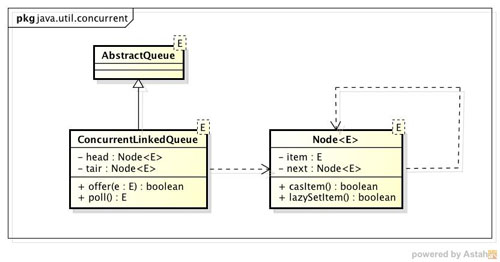 pkg java.util.concurrent
E
AbstractQueue
E
ConcurrentLinkedQueue
- head : Node<E>
- tair : Node<E>
+ offer(e : E) : boolean
+ poll() : E
E
Node<E>
- item : E
- next : Node<E>
+ casItem() : boolean
+ lazySetItem() : boolean
powered by Astah